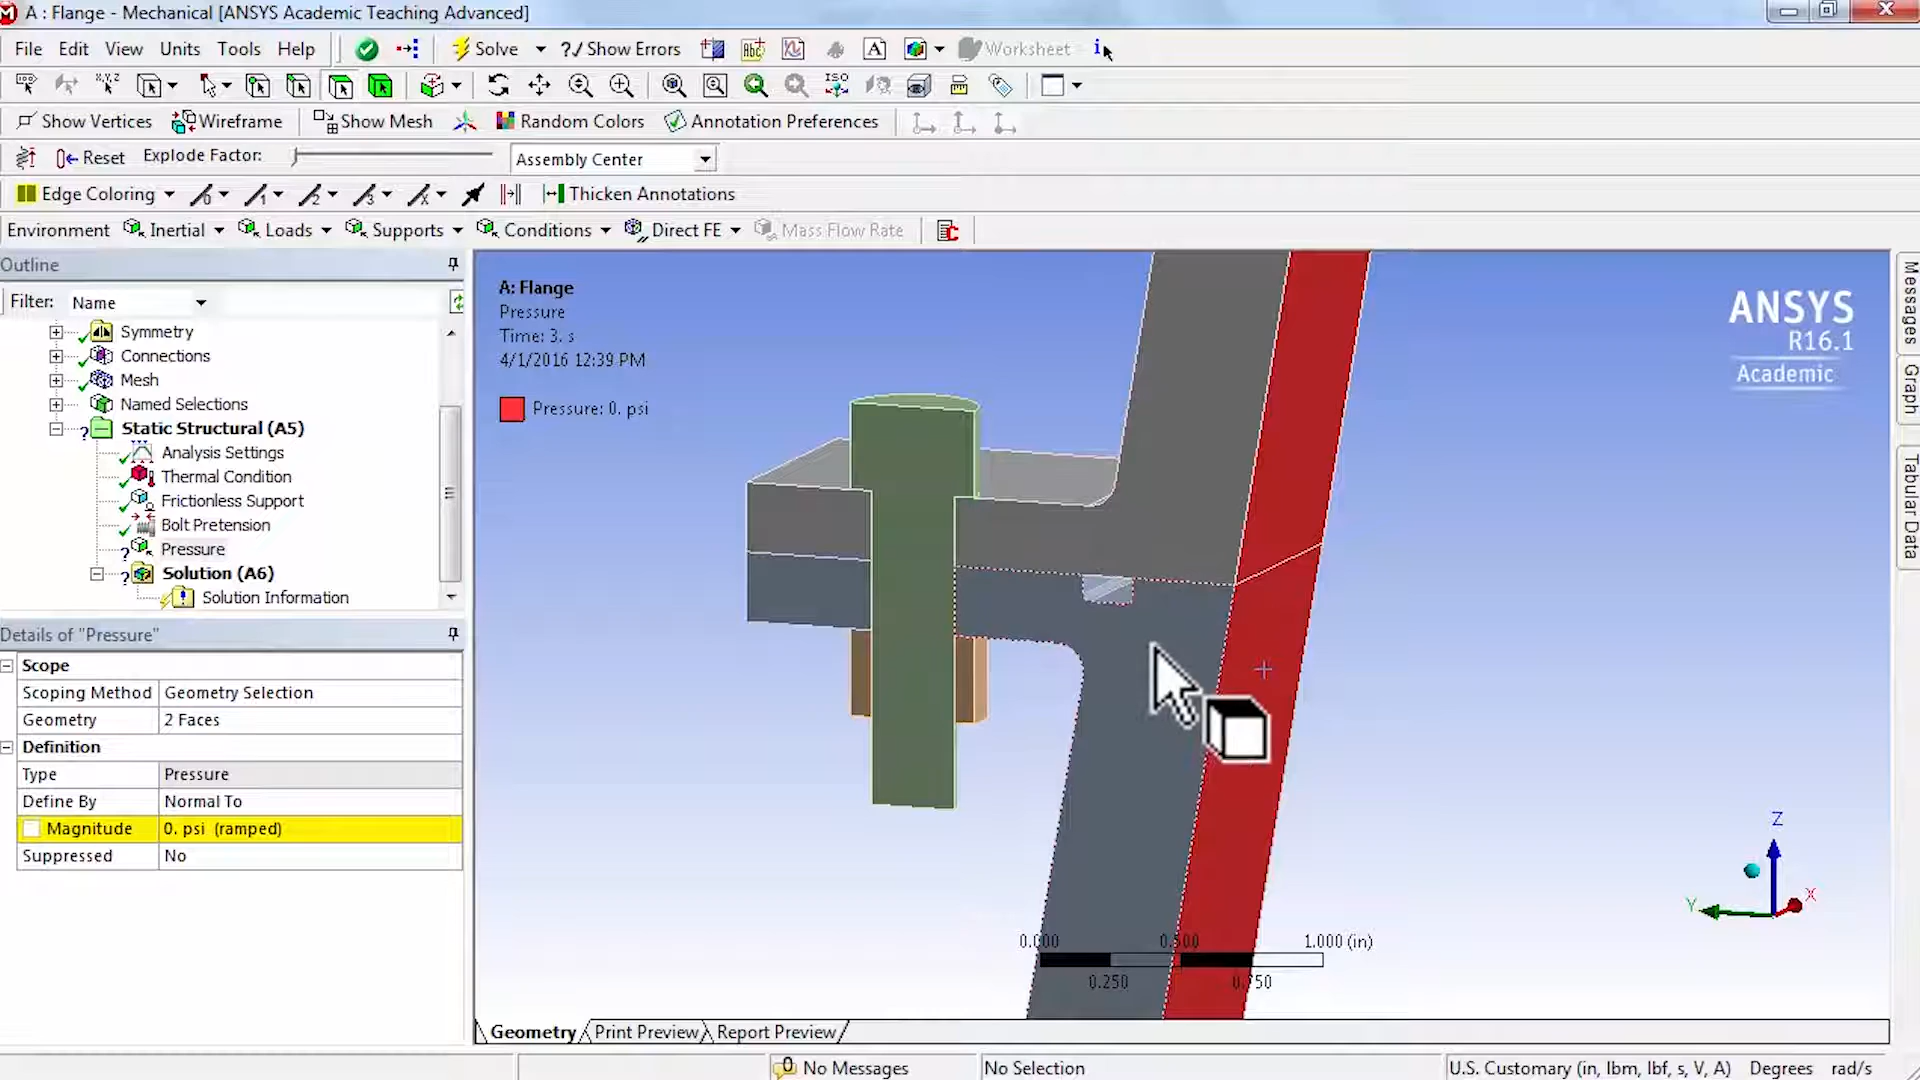 A : Flange - Mechanical [ANSYS Academic Teaching Advanced]
File Edit View Units Tools Help Solve ?/ Show Errors Worksheet
Show Vertices Wireframe Show Mesh Random Colors Annotation Preferences
Reset Explode Factor: Assembly Center
Edge Coloring Thicken Annotations
Environment Inertial Loads Supports Conditions Direct FE Mass Flow Rate
Outline
Filter: Name
Symmetry
Connections
Mesh
Named Selections
Static Structural (A5)
Analysis Settings
Thermal Condition
Frictionless Support
Bolt Pretension
Pressure
Solution (A6)
Solution Information
Details of "Pressure"
Scope
Scoping Method Geometry Selection
Geometry 2 Faces
Definition
Type Pressure
Define By Normal To
Magnitude 0. psi (ramped)
Suppressed No
A: Flange
Pressure
Time: 3. s
4/1/2016 12:39 PM
Pressure: 0. psi
ANSYS
R16.1
Academic
Z
Y
X
0.000 0.500 1.000 (in)
0.250 0.750
Messages
Graph
Tabular Data
Geometry Print Preview Report Preview
No Messages No Selection U.S. Customary (in, lbm, lbf, s, V, A) Degrees rad/s